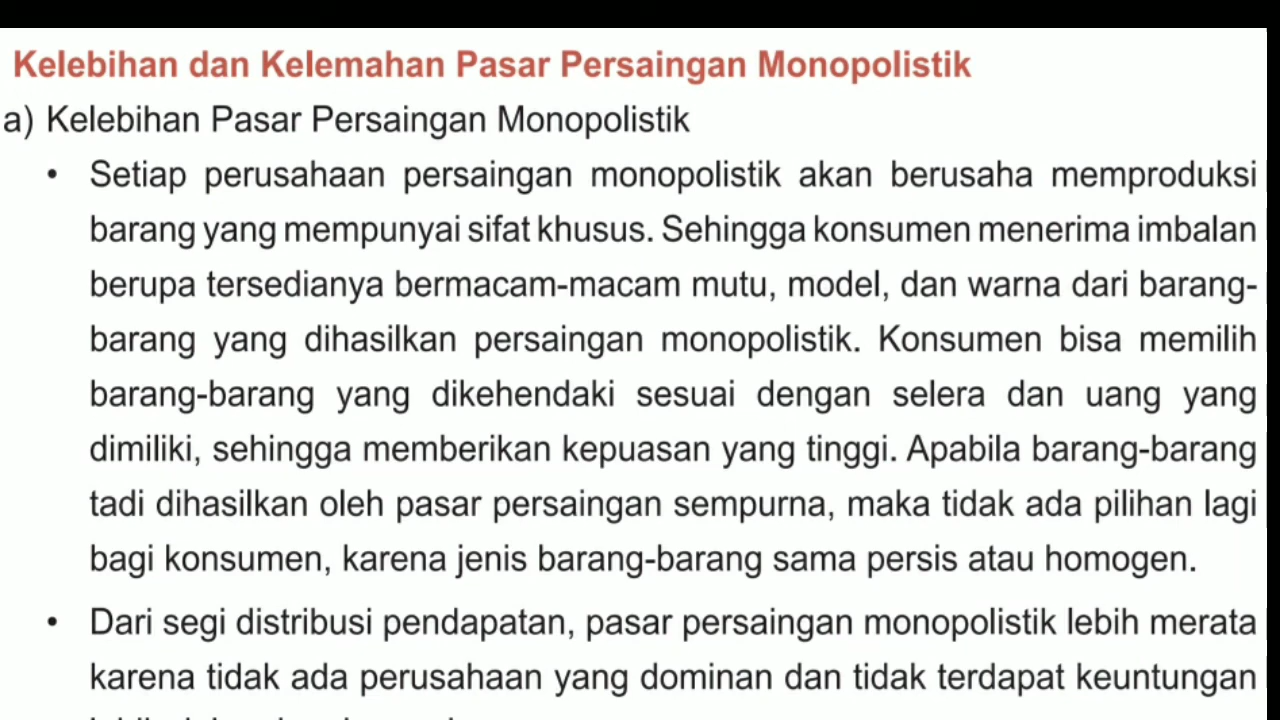 Kelebihan dan Kelemahan Pasar Persaingan Monopolistik
a) Kelebihan Pasar Persaingan Monopolistik
• Setiap perusahaan persaingan monopolistik akan berusaha memproduksi
barang yang mempunyai sifat khusus. Sehingga konsumen menerima imbalan
berupa tersedianya bermacam-macam mutu, model, dan warna dari barang-
barang yang dihasilkan persaingan monopolistik. Konsumen bisa memilih
barang-barang yang dikehendaki sesuai dengan selera dan uang yang
dimiliki, sehingga memberikan kepuasan yang tinggi. Apabila barang-barang
tadi dihasilkan oleh pasar persaingan sempurna, maka tidak ada pilihan lagi
bagi konsumen, karena jenis barang-barang sama persis atau homogen.
• Dari segi distribusi pendapatan, pasar persaingan monopolistik lebih merata
karena tidak ada perusahaan yang dominan dan tidak terdapat keuntungan